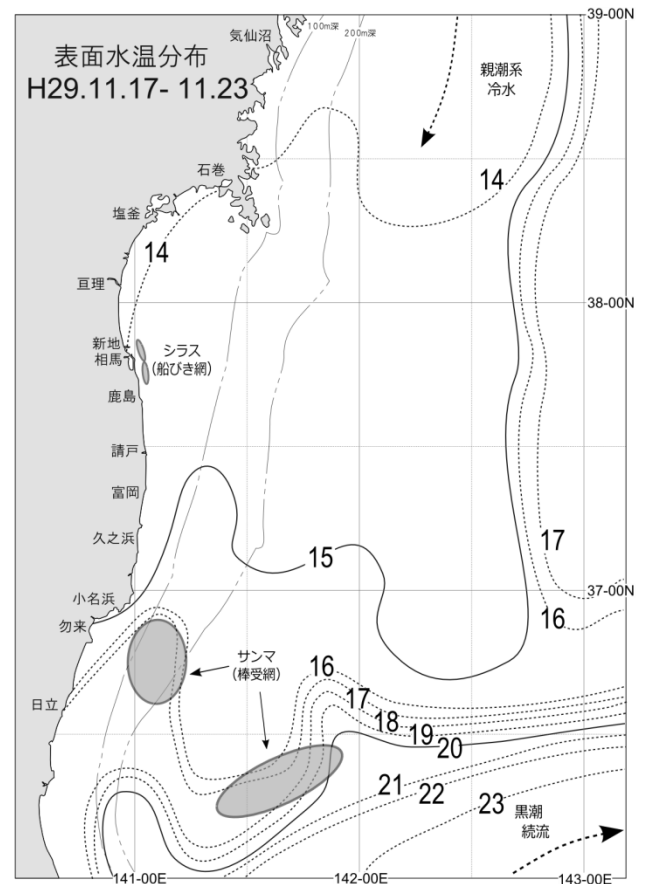 39-00N
気仙沼
100m深
200m深
表面水温分布
H29.11.17- 11.23
親潮系
冷水
石巻
14
塩釜
14
亘理
38-00N
新地
シラス
相馬
(船びき網)
鹿島
請戸
富岡
17
久之浜
15
小名浜
37-00N
16
勿来
サンマ
(棒受網)
16
17
日立
18
19
20
21
22
23
黒潮
続流
141-00E
142-00E
143-00E